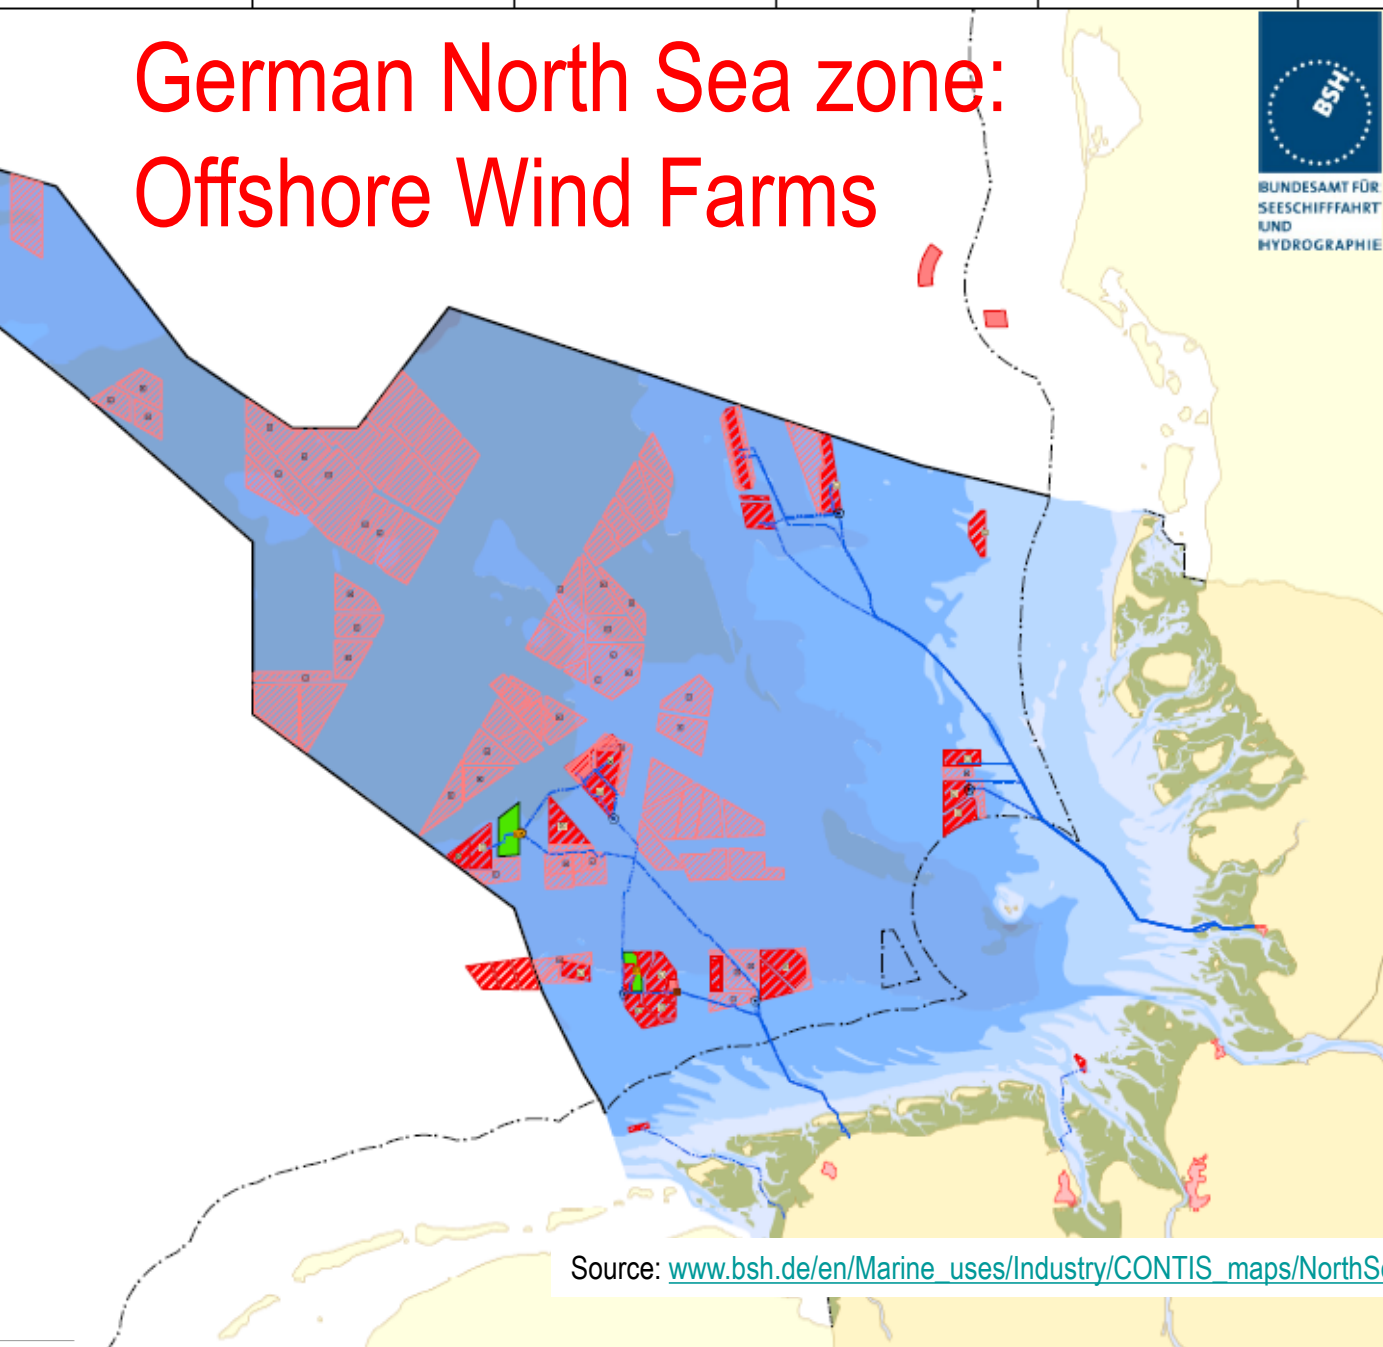 German North Sea zone:
Offshore Wind Farms
BSH
BUNDESAMT FÜR
SEESCHIFFFAHRT
UND
HYDROGRAPHIE
Source: www.bsh.de/en/Marine_uses/Industry/CONTIS_maps/NorthSe